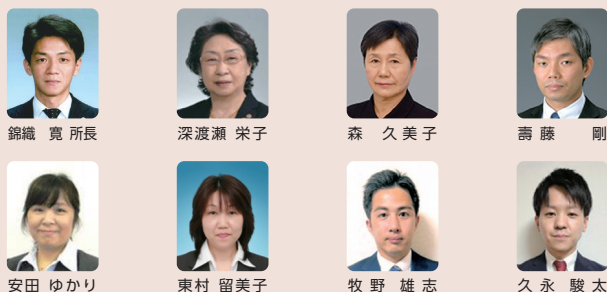 錦織 寛 所長
深渡瀬 栄子
森 久美子
壽藤 剛
安田 ゆかり
東村 留美子
牧野 雄志
久永 駿太